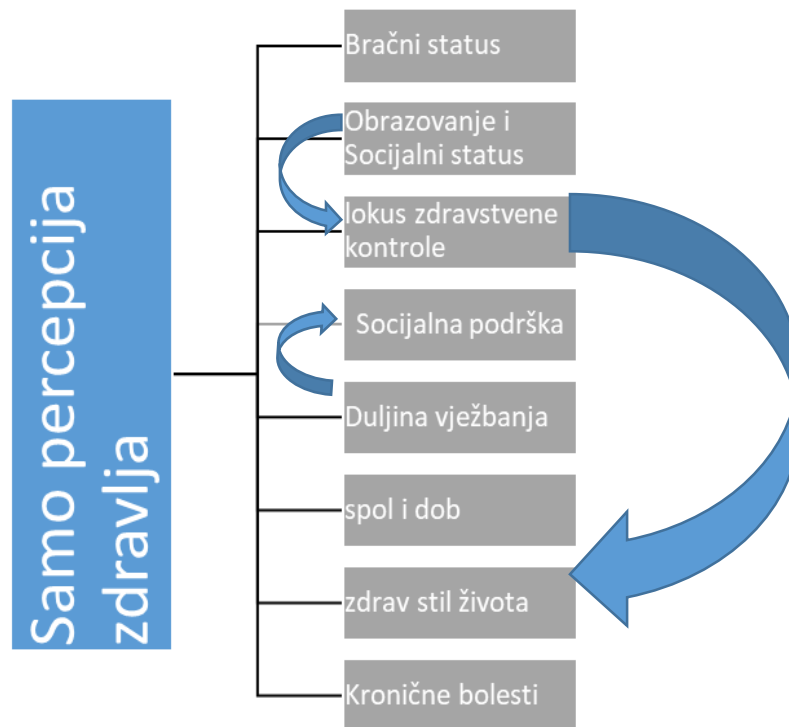 Samo percepcija
zdravlja
Bračni status
Obrazovanje i
Socijalni status
lokus zdravstvene
kontrole
Socijalna podrška
Duljina vježbanja
spol i dob
zdrav stil života
Kronične bolesti